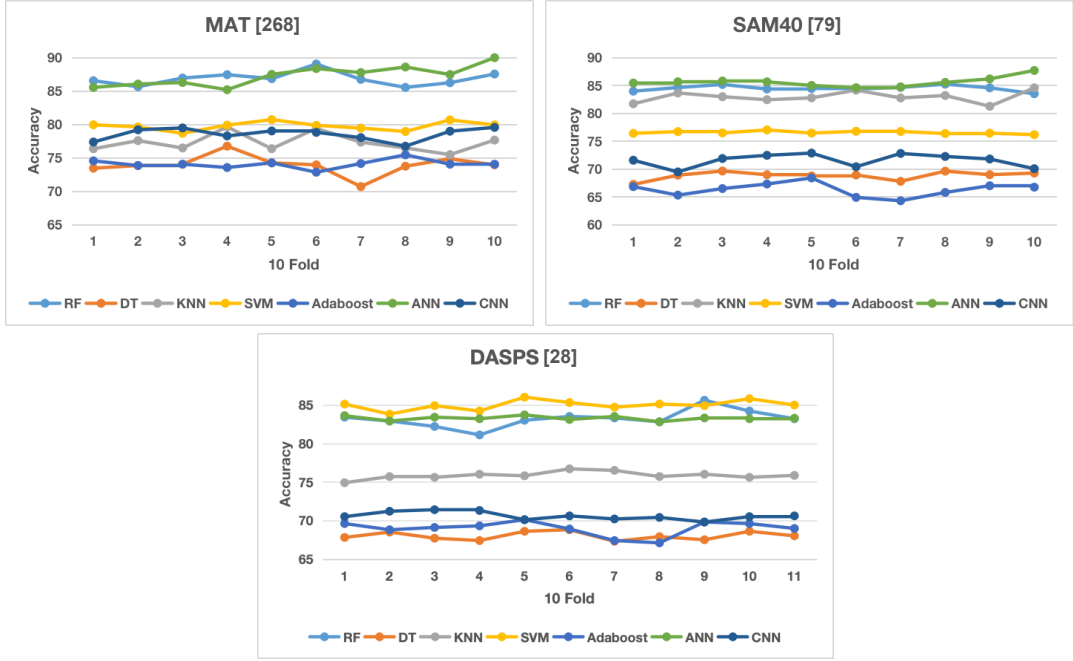 MAT [268]
90
85
80
75
70
65
Accuracy
1 2 3 4 5 6 7 8 9 10
10 Fold
RF DT KNN SVM Adaboost ANN CNN
SAM40 [79]
90
85
80
75
70
65
60
Accuracy
1 2 3 4 5 6 7 8 9 10
10 Fold
RF DT KNN SVM Adaboost ANN CNN
DASPS [28]
85
80
75
70
65
Accuracy
1 2 3 4 5 6 7 8 9 10 11
10 Fold
RF DT KNN SVM Adaboost ANN CNN